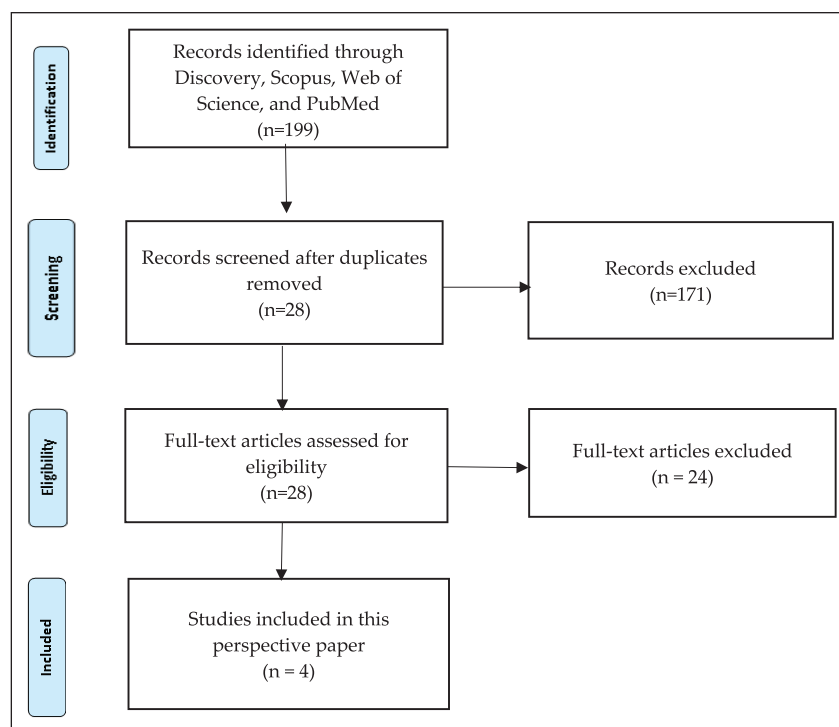 Identification
Records identified through
Discovery, Scopus, Web of
Science, and PubMed
(n=199)
Screening
Records screened after duplicates
removed
(n=28)
Records excluded
(n=171)
Eligibility
Full-text articles assessed for
eligibility
(n=28)
Full-text articles excluded
(n = 24)
Included
Studies included in this
perspective paper
(n = 4)